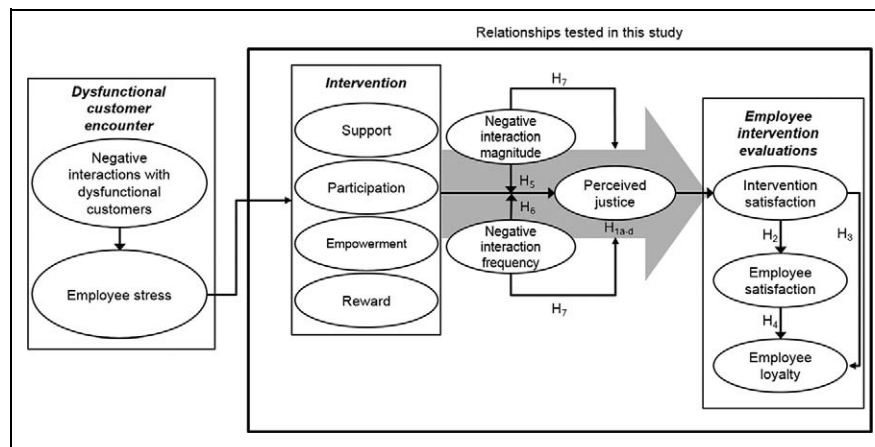 Relationships tested in this study
Dysfunctional
customer
encounter
Negative
interactions with
dysfunctional
customers
Employee stress
Intervention
Support
Participation
Empowerment
Reward
H7
Negative
interaction
magnitude
H5
H6
Negative
interaction
frequency
H7
Perceived
justice
H1a-d
Employee
intervention
evaluations
Intervention
satisfaction
H2
H3
Employee
satisfaction
H4
Employee
loyalty